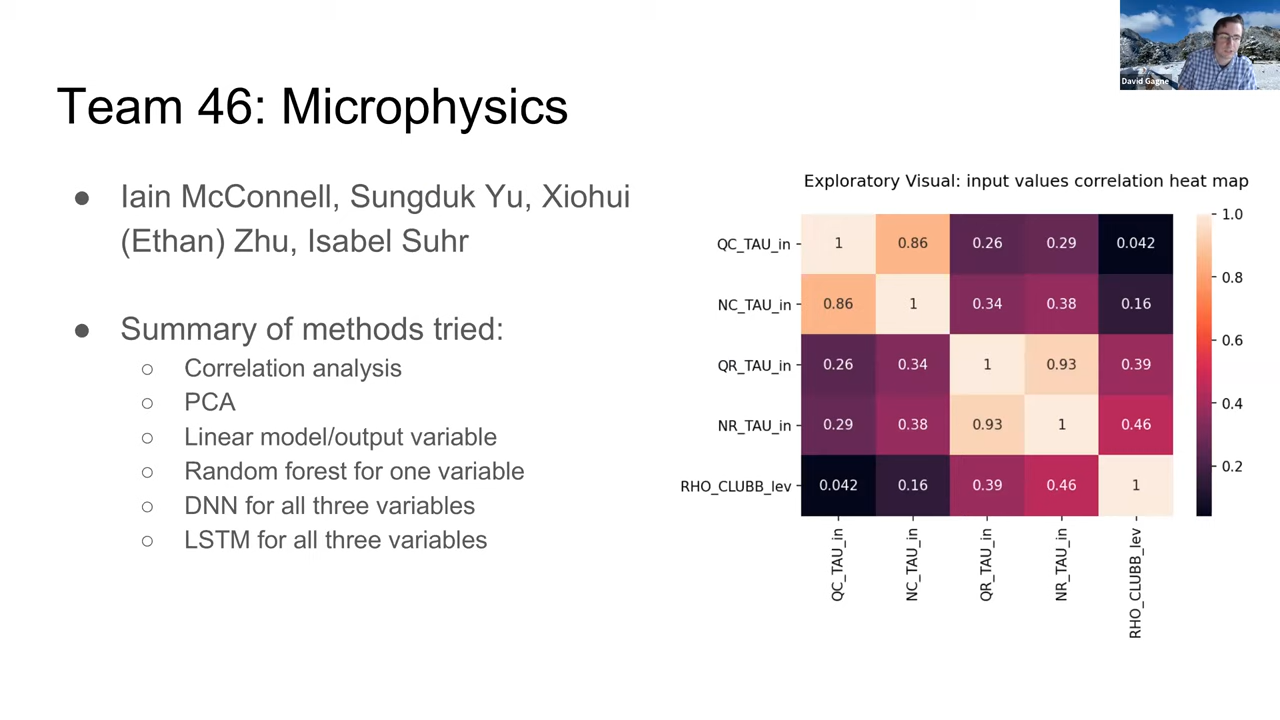 David Gagne
Team 46: Microphysics
● Iain McConnell, Sungduk Yu, Xiohui
(Ethan) Zhu, Isabel Suhr
● Summary of methods tried:
○ Correlation analysis
○ PCA
○ Linear model/output variable
○ Random forest for one variable
○ DNN for all three variables
○ LSTM for all three variables
Exploratory Visual: input values correlation heat map
QC_TAU_in 1 0.86 0.26 0.29 0.042
NC_TAU_in 0.86 1 0.34 0.38 0.16
QR_TAU_in 0.26 0.34 1 0.93 0.39
NR_TAU_in 0.29 0.38 0.93 1 0.46
RHO_CLUBB_lev 0.042 0.16 0.39 0.46 1
QC_TAU_in
NC_TAU_in
QR_TAU_in
NR_TAU_in
RHO_CLUBB_lev
1.0
0.8
0.6
0.4
0.2